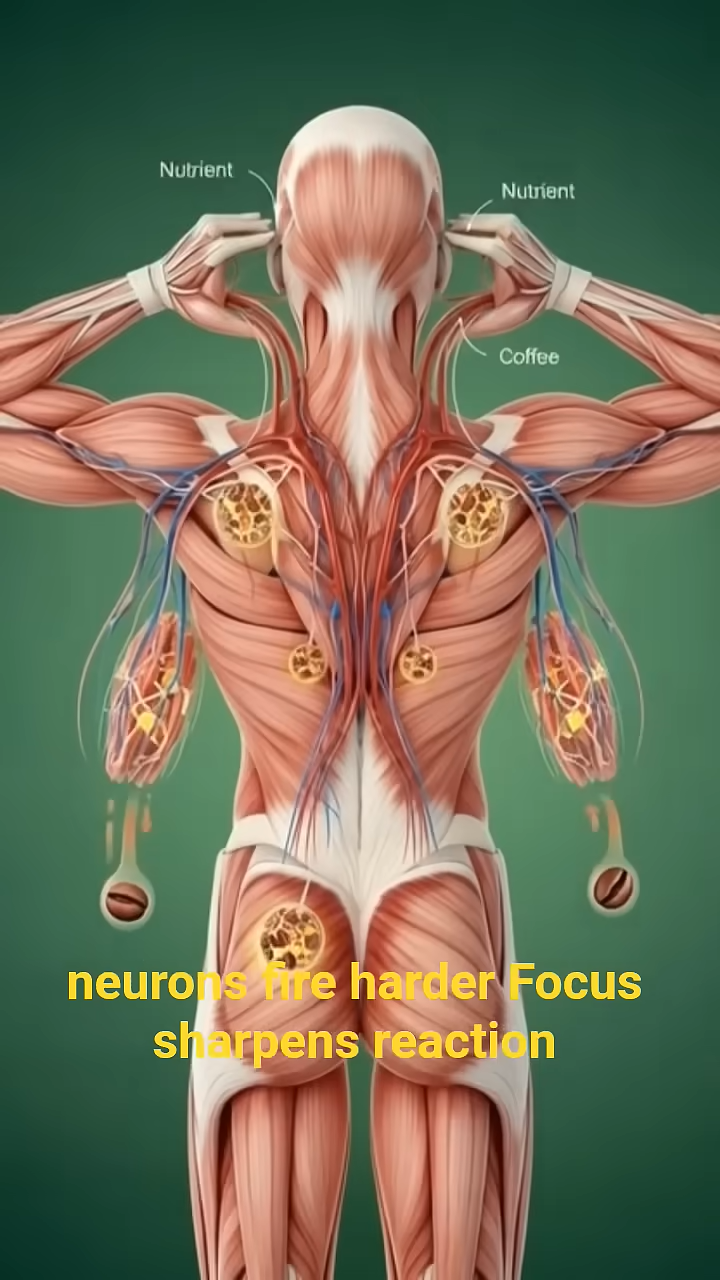 Nutrient
Nutrient
Coffee
neurons fire harder Focus
sharpens reaction